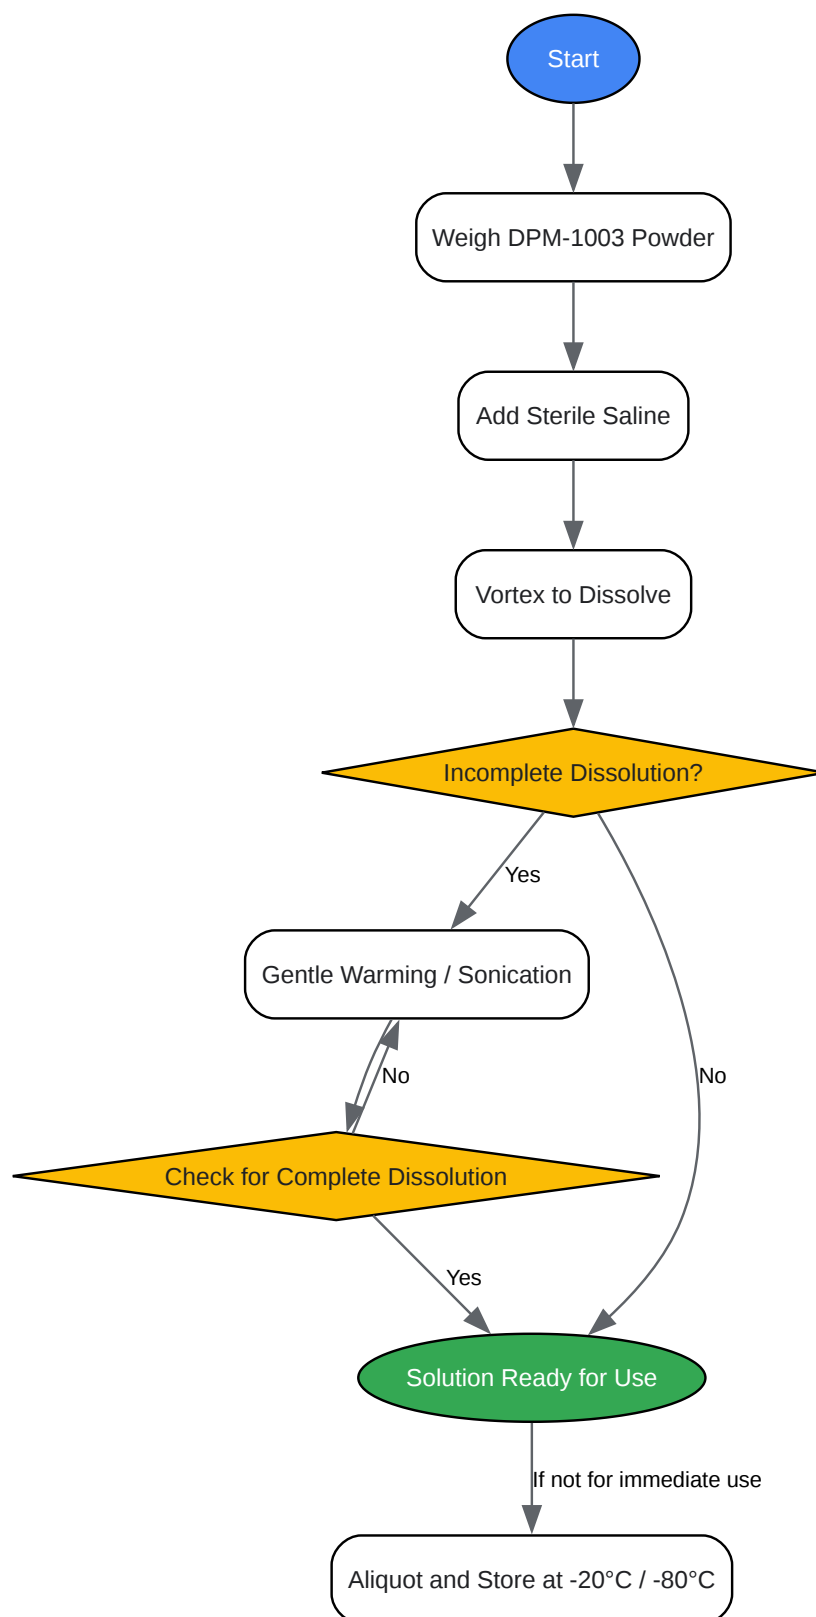 Start
Weigh DPM-1003 Powder
Add Sterile Saline
Vortex to Dissolve
Incomplete Dissolution?
Yes
Gentle Warming / Sonication
No
No
Check for Complete Dissolution
Yes
Solution Ready for Use
If not for immediate use
Aliquot and Store at -20°C / -80°C